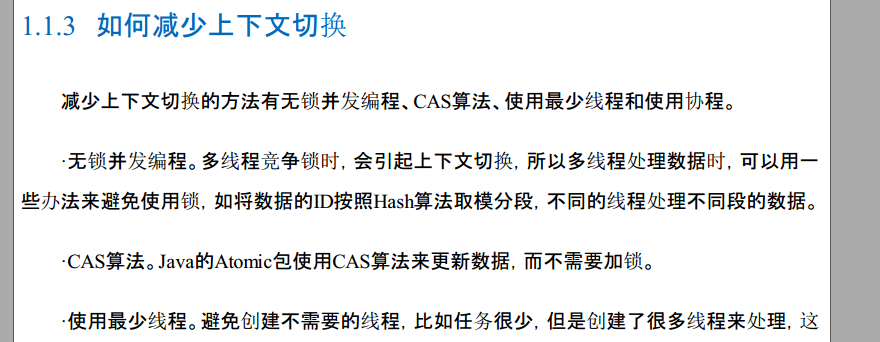 1.1.3 如何减少上下文切换
减少上下文切换的方法有无锁并发编程、CAS算法、使用最少线程和使用协程。
·无锁并发编程。多线程竞争锁时，会引起上下文切换，所以多线程处理数据时，可以用一
些办法来避免使用锁，如将数据的ID按照Hash算法取模分段，不同的线程处理不同段的数据。
·CAS算法。Java的Atomic包使用CAS算法来更新数据，而不需要加锁。
·使用最少线程。避免创建不需要的线程，比如任务很少，但是创建了很多线程来处理，这